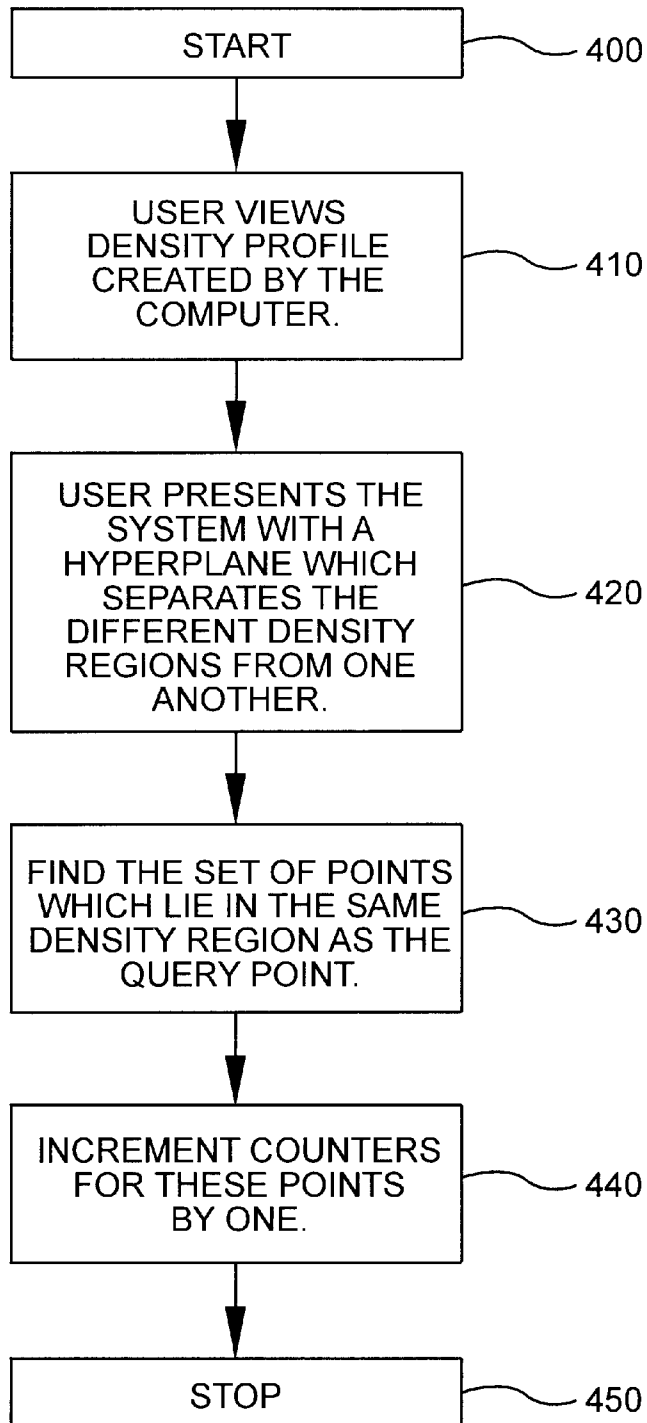 START
400
USER VIEWS
DENSITY PROFILE
CREATED BY THE
COMPUTER.
410
USER PRESENTS THE
SYSTEM WITH A
HYPERPLANE WHICH
SEPARATES THE
DIFFERENT DENSITY
REGIONS FROM ONE
ANOTHER.
420
FIND THE SET OF POINTS
WHICH LIE IN THE SAME
DENSITY REGION AS THE
QUERY POINT.
430
INCREMENT COUNTERS
FOR THESE POINTS
BY ONE.
440
STOP
450